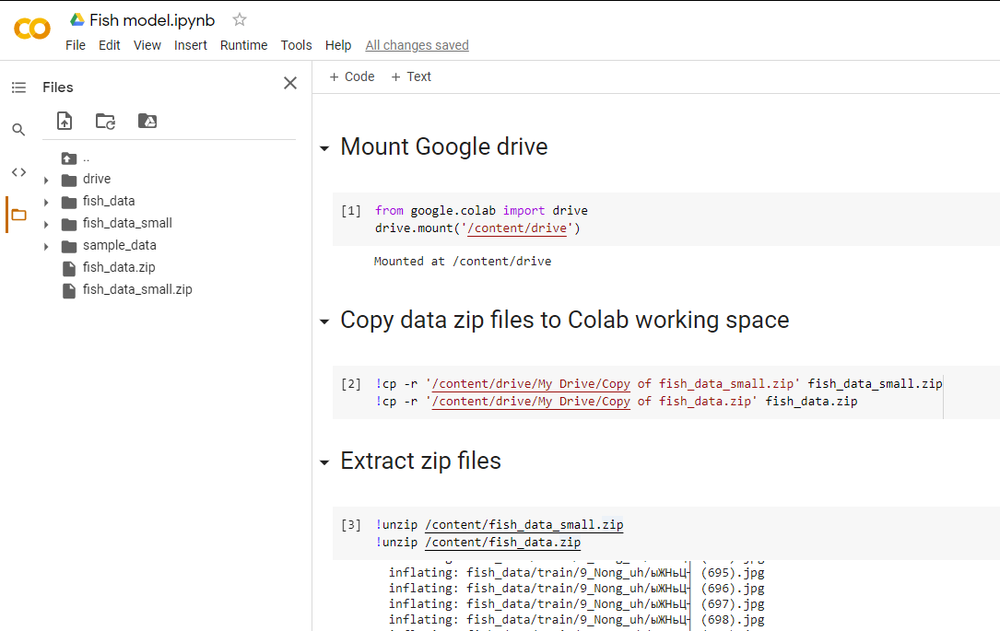 Fish model.ipynb
File Edit View Insert Runtime Tools Help All changes saved
Files
+ Code + Text
..
drive
fish_data
fish_data_small
sample_data
fish_data.zip
fish_data_small.zip
Mount Google drive
[1] from google.colab import drive
drive.mount('/content/drive')
Mounted at /content/drive
Copy data zip files to Colab working space
[2] !cp -r '/content/drive/My Drive/Copy of fish_data_small.zip' fish_data_small.zip
!cp -r '/content/drive/My Drive/Copy of fish_data.zip' fish_data.zip
Extract zip files
[3] !unzip /content/fish_data_small.zip
!unzip /content/fish_data.zip
inflating: fish_data/train/9_Nong_uh/ыЖНьЦ┤ (695).jpg
inflating: fish_data/train/9_Nong_uh/ыЖНьЦ┤ (696).jpg
inflating: fish_data/train/9_Nong_uh/ыЖНьЦ┤ (697).jpg
inflating: fish_data/train/9_Nong_uh/ыЖНьЦ┤ (698).jpg